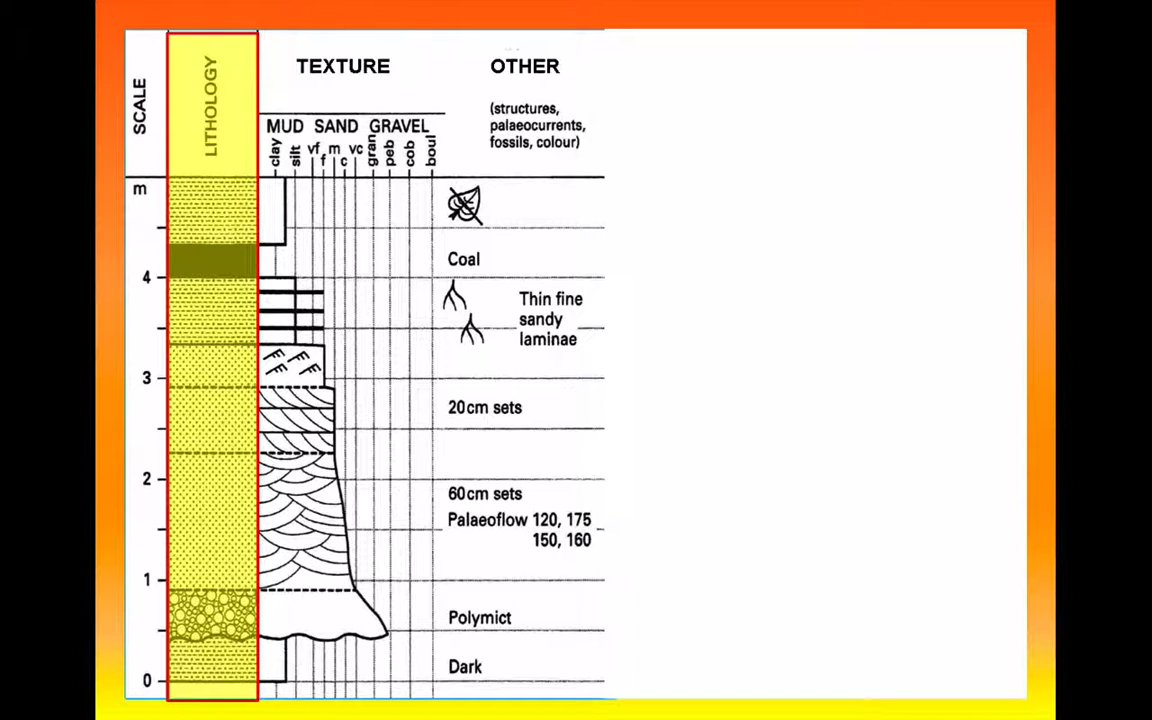 SCALE
LITHOLOGY
TEXTURE
OTHER
(structures,
palaeocurrents,
fossils, colour)
MUD SAND GRAVEL
clay silt vf f m c vc gran peb cob boul
m
Coal
4
Thin fine
sandy
laminae
3
20cm sets
2
60cm sets
Palaeoflow 120, 175
150, 160
1
Polymict
Dark
0